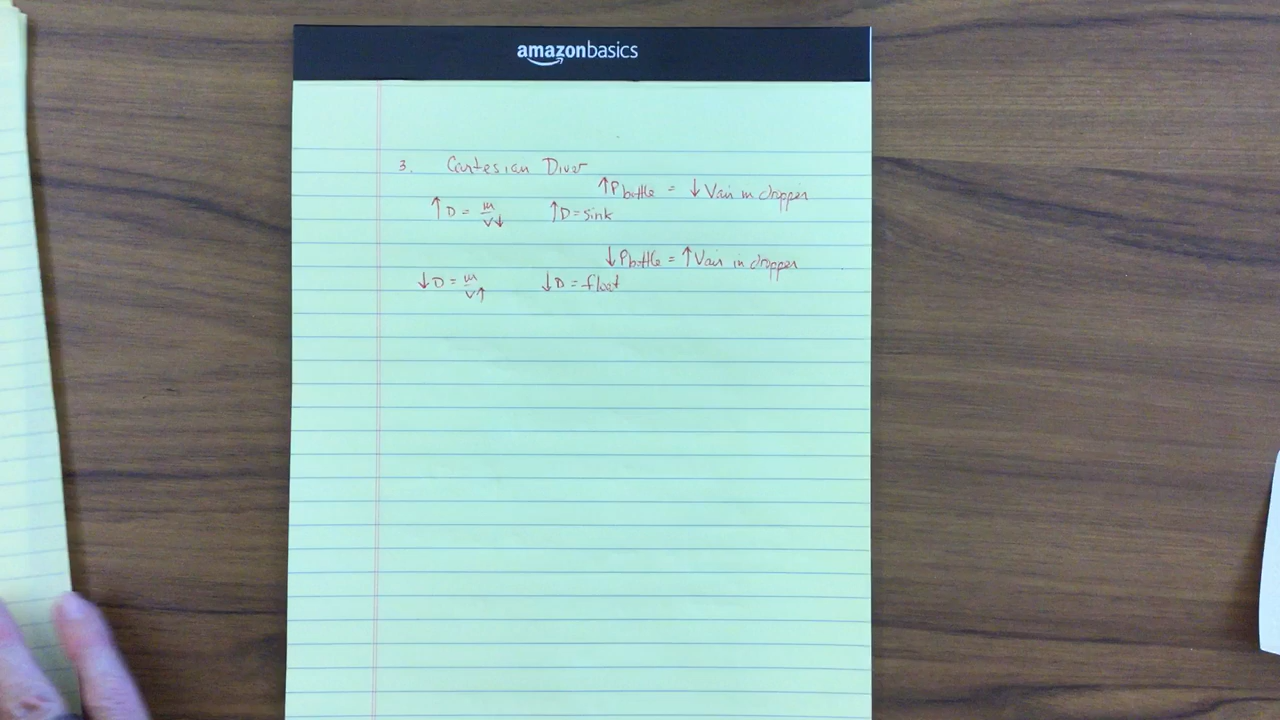 amazonbasics
3. Cartesian Diver
↑Pbottle = ↓Vair in dropper
↑D = m/V↓ ↑D = sink
↓Pbottle = ↑Vair in dropper
↓D = m/V↑ ↓D = float